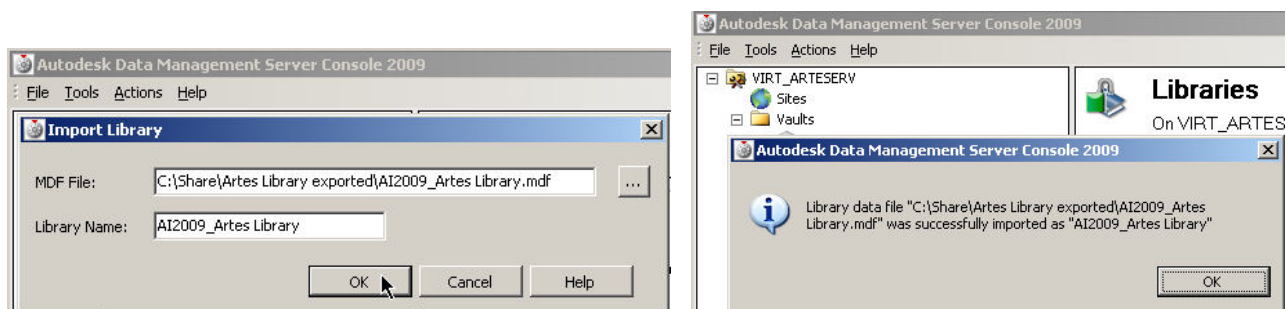 Autodesk Data Management Server Console 2009
File Tools Actions Help
Import Library
MDF File: C:\Share\Artes Library exported\AI2009_Artes Library.mdf ...
Library Name: AI2009_Artes Library
OK Cancel Help
Autodesk Data Management Server Console 2009
File Tools Actions Help
VIRT_ARTESERV
Sites
Vaults
Libraries
On VIRT_ARTES
Autodesk Data Management Server Console 2009
Library data file "C:\Share\Artes Library exported\AI2009_Artes
Library.mdf" was successfully imported as "AI2009_Artes Library"
OK